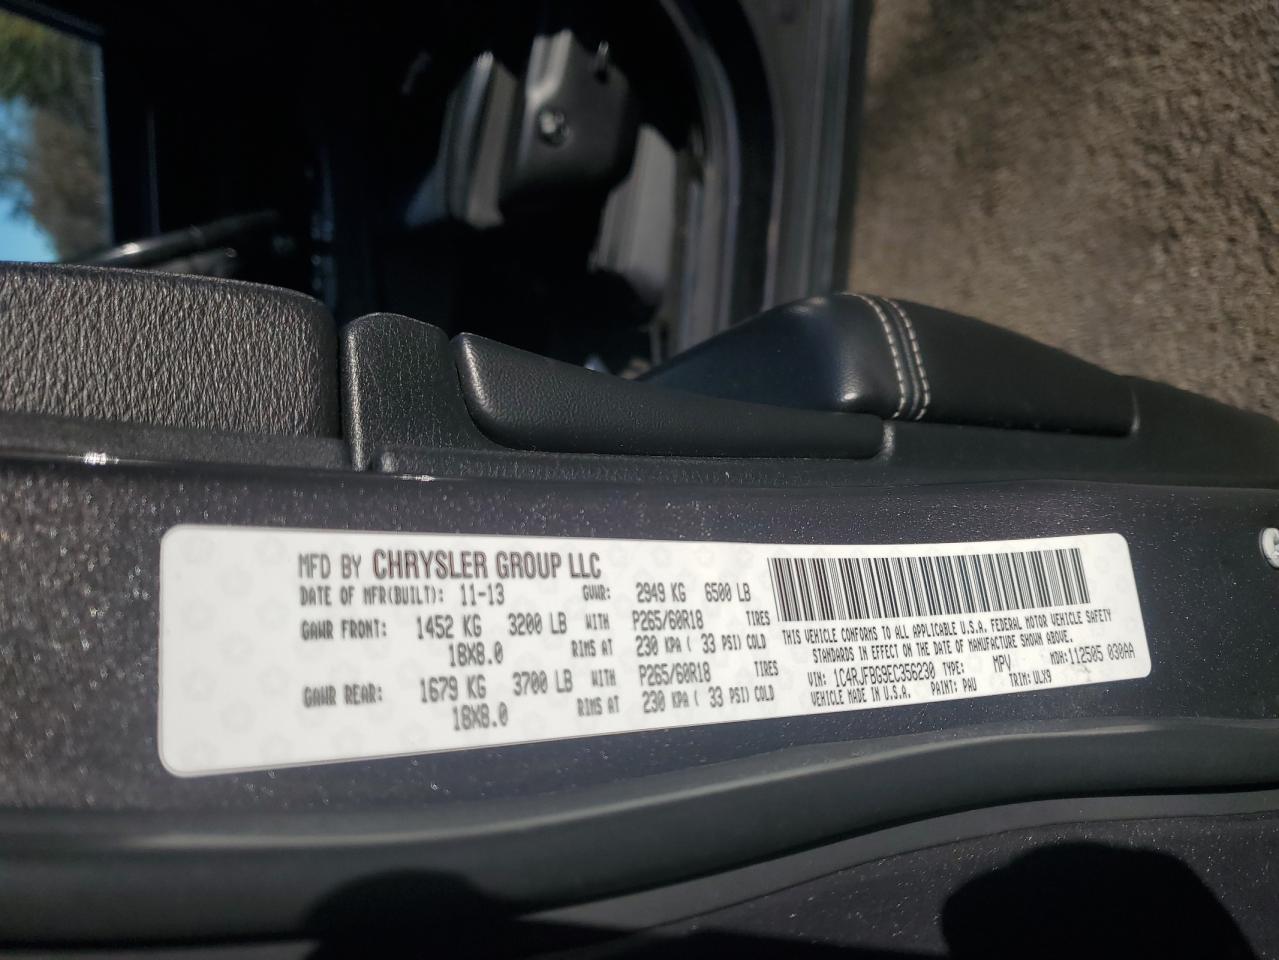 MFD BY CHRYSLER GROUP LLC
DATE OF MFR(BUILT): 11-13 GVWR: 2949 KG 6500 LB
GAWR FRONT: 1452 KG 3200 LB WITH P265/60R18 TIRES
18X8.0 RIMS AT 230 KPA ( 33 PSI) COLD
GAWR REAR: 1679 KG 3700 LB WITH P265/60R18 TIRES
18X8.0 RIMS AT 230 KPA ( 33 PSI) COLD
THIS VEHICLE CONFORMS TO ALL APPLICABLE U.S.A. FEDERAL MOTOR VEHICLE SAFETY
STANDARDS IN EFFECT ON THE DATE OF MANUFACTURE SHOWN ABOVE.
VIN: 1C4RJFBG9EC356230 TYPE: MPV MDH: 112505 030AA
VEHICLE MADE IN U.S.A. PAINT: PAU TRIM: ULX9